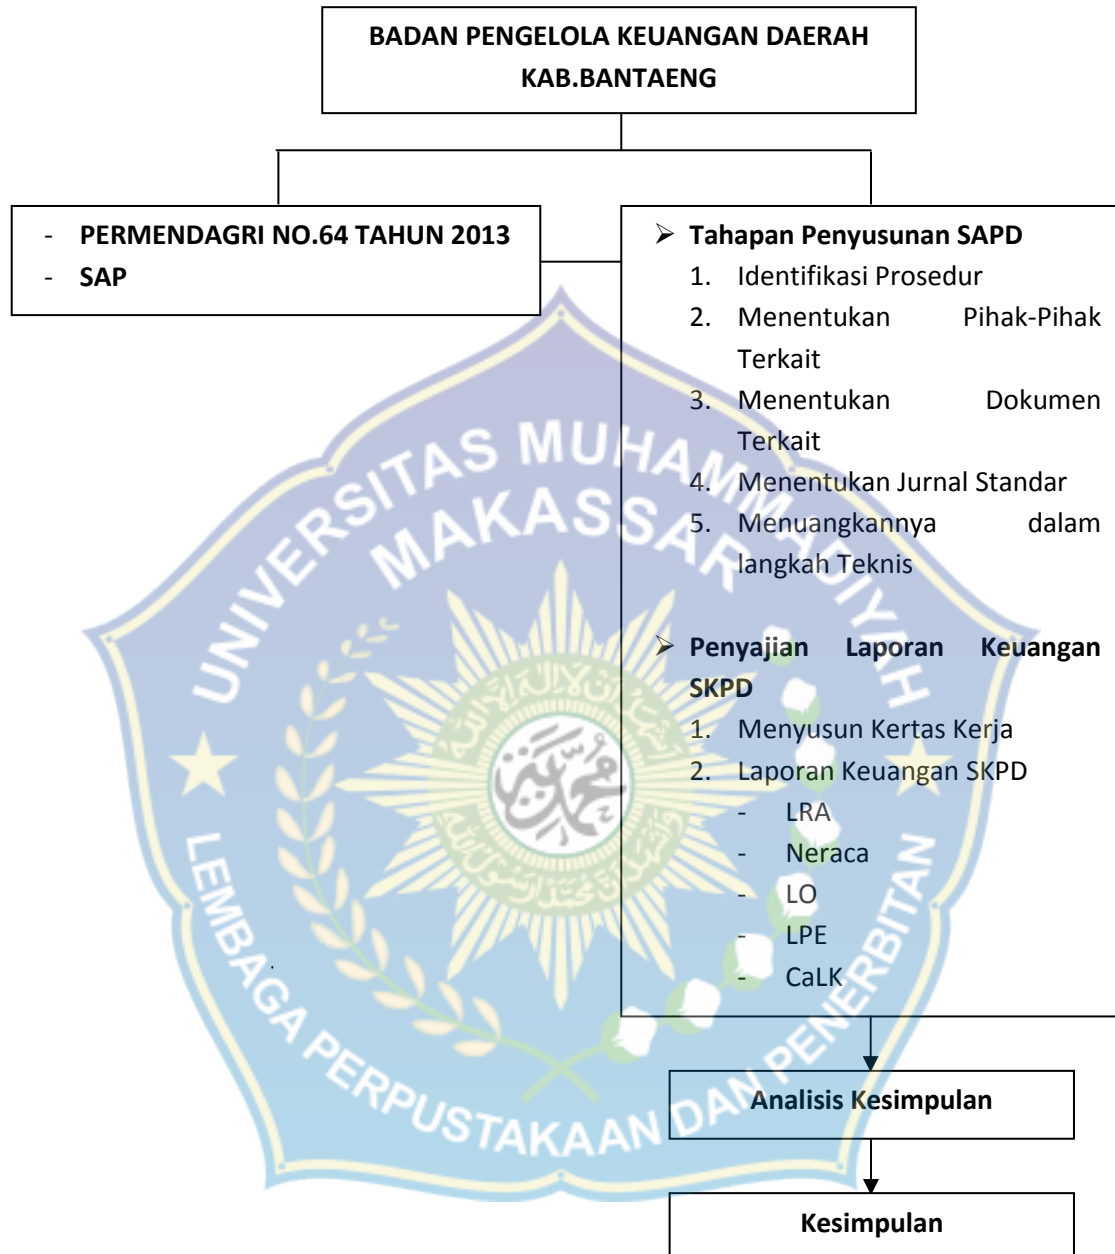 BADAN PENGELOLA KEUANGAN DAERAH
KAB.BANTAENG
- PERMENDAGRI NO.64 TAHUN 2013
- SAP
➢ Tahapan Penyusunan SAPD
1. Identifikasi Prosedur
2. Menentukan Pihak-Pihak
Terkait
3. Menentukan Dokumen
Terkait
4. Menentukan Jurnal Standar
5. Menuangkannya dalam
langkah Teknis
➢ Penyajian Laporan Keuangan
SKPD
1. Menyusun Kertas Kerja
2. Laporan Keuangan SKPD
- LRA
- Neraca
- LO
- LPE
- CaLK
Analisis Kesimpulan
Kesimpulan
UNIVERSITAS MUHAMMADIYAH
MAKASSAR
محمد
LEMBAGA PERPUSTAKAAN DAN PENERBITAN